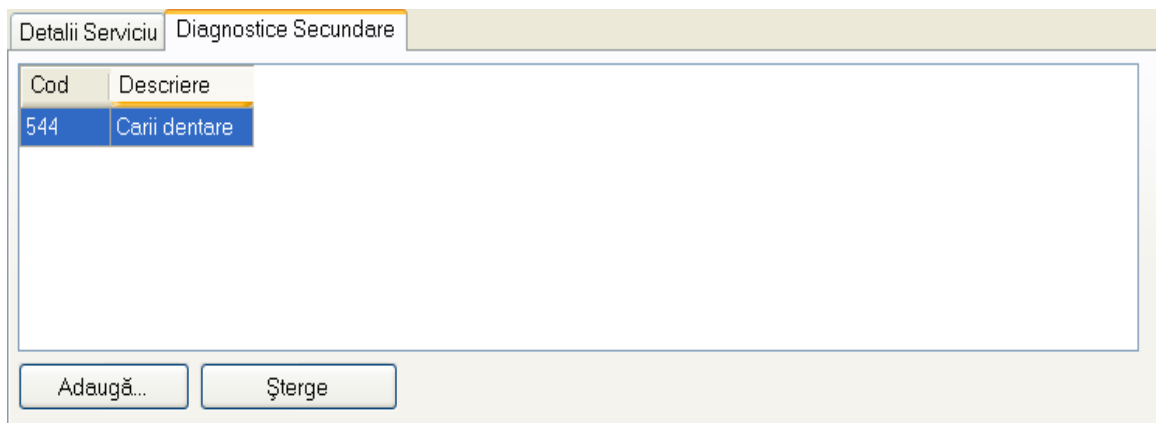 Detalii Serviciu Diagnostice Secundare
Cod Descriere
544 Carii dentare
Adaugă... Şterge